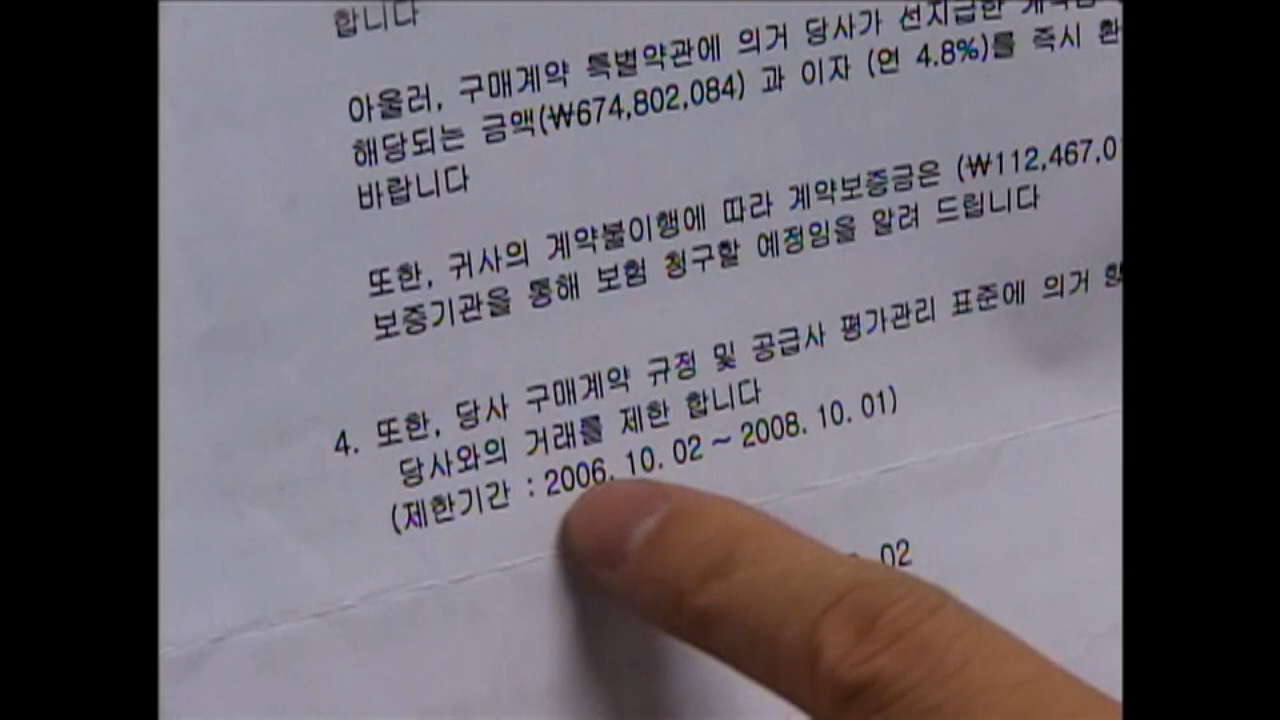 합니다
아울러, 구매계약 특별약관에 의거 당사가 선지급한
해당되는 금액(₩674,802,084) 과 이자 (연 4.8%)를 즉시
바랍니다
또한, 귀사의 계약불이행에 따라 계약보증금은 (₩112,467,0
보증기관을 통해 보험 청구할 예정임을 알려 드립니다
4. 또한, 당사 구매계약 규정 및 공급사 평가관리 표준에 의거
당사와의 거래를 제한 합니다
(제한기간 : 2006. 10. 02 ~ 2008. 10. 01)
02